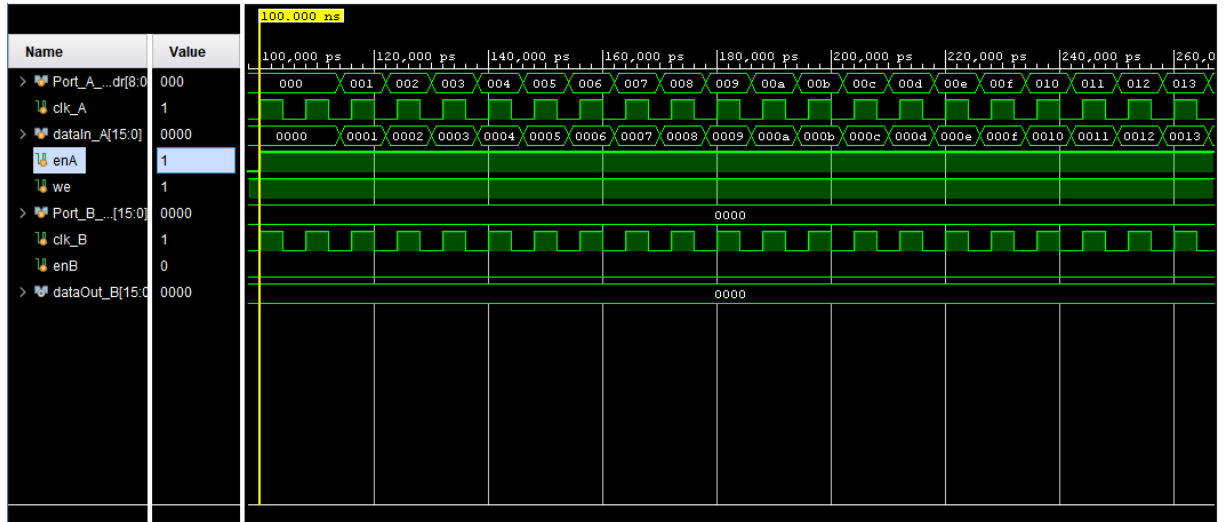 100.000 ns
Name Value
100,000 ps 120,000 ps 140,000 ps 160,000 ps 180,000 ps 200,000 ps 220,000 ps 240,000 ps 260,0
Port_A_...dr[8:0 000 000 001 002 003 004 005 006 007 008 009 00a 00b 00c 00d 00e 00f 010 011 012 013
clk_A 1
dataIn_A[15:0] 0000 0000 0001 0002 0003 0004 0005 0006 0007 0008 0009 000a 000b 000c 000d 000e 000f 0010 0011 0012 0013
enA 1
we 1
Port_B_...[15:0] 0000 0000
clk_B 1
enB 0
dataOut_B[15:0 0000 0000